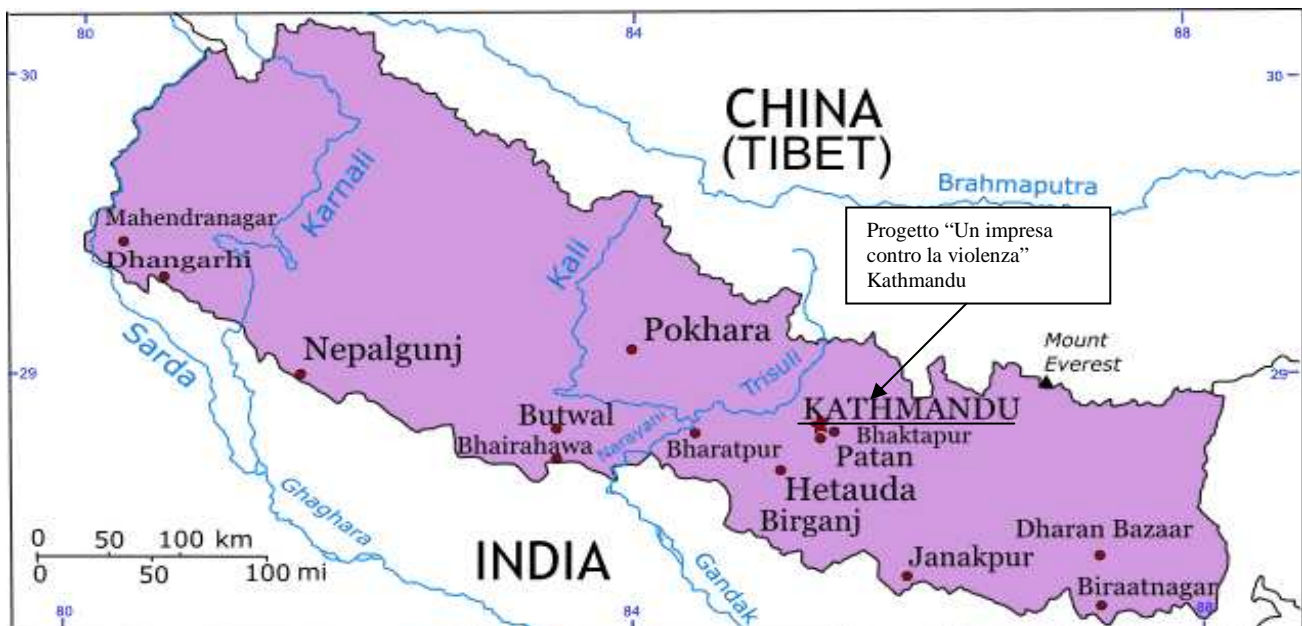 80
84
88
30
30
CHINA
(TIBET)
Brahmaputra
Karnali
Mahendranagar
Dhangarhi
Kali
Progetto “Un impresa
contro la violenza”
Kathmandu
Pokhara
Mount
Everest
Sarda
Nepalgunj
Trisuli
29
29
KATHMANDU
Butwal
Bhairahawa
Narayani
Bharatpur
Bhaktapur
Patan
Hetauda
Birganj
Ghaghara
INDIA
Gandak
Dharan Bazaar
Janakpur
Biraatnagar
0 50 100 km
0 50 100 mi
80
84
88